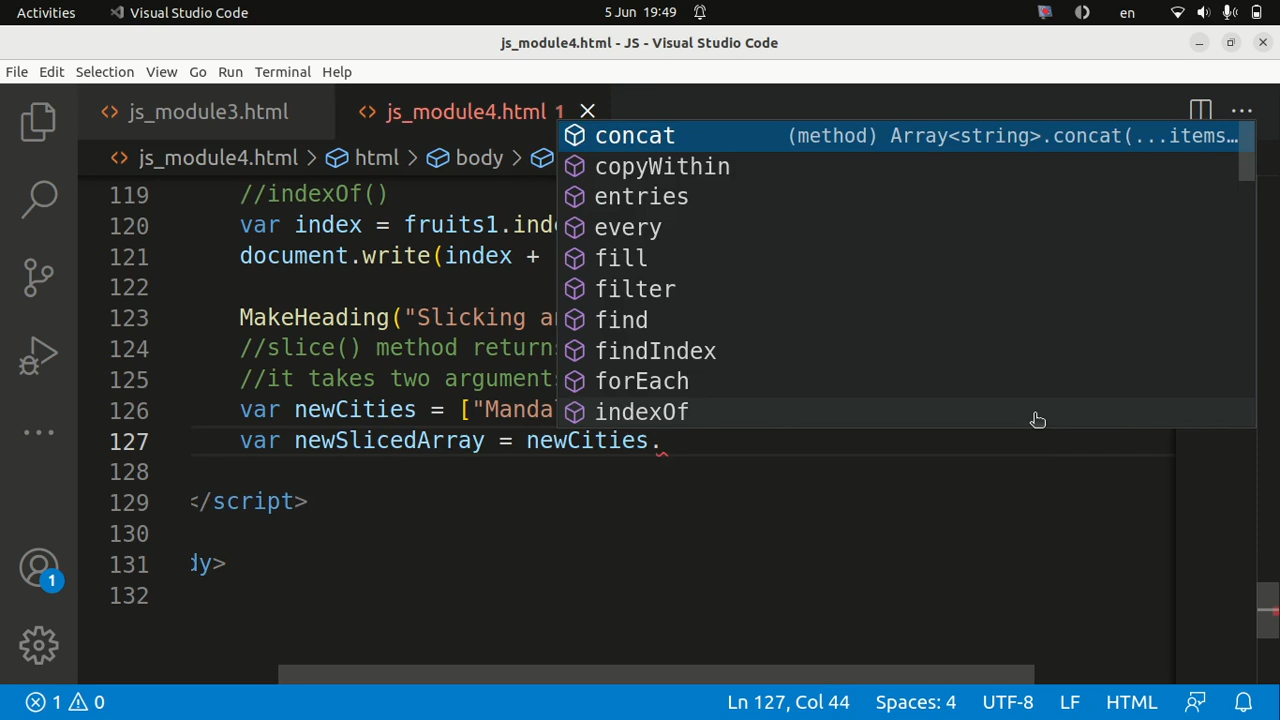 Activities Visual Studio Code 5 Jun 19:49 en
js_module4.html - JS - Visual Studio Code
File Edit Selection View Go Run Terminal Help
js_module3.html js_module4.html 1
js_module4.html > html > body >
concat (method) Array<string>.concat(...items…
copyWithin
entries
every
fill
filter
find
findIndex
forEach
indexOf
119 //indexOf()
120 var index = fruits1.ind
121 document.write(index +
122
123 MakeHeading("Slicking a
124 //slice() method return
125 //it takes two argument
126 var newCities = ["Manda
127 var newSlicedArray = newCities.
128
129 </script>
130
131 dy>
132
1
1 0 Ln 127, Col 44 Spaces: 4 UTF-8 LF HTML